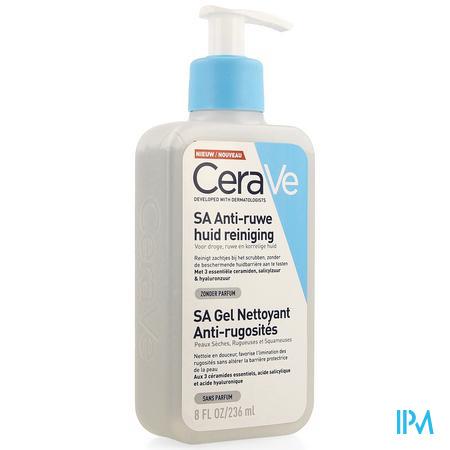 NIEUW / NOUVEAU
CeraVe
DEVELOPED WITH DERMATOLOGISTS
SA Anti-ruwe
huid reiniging
Voor droge, ruwe en korrelige huid
Reinigt zachtjes bij het scrubben, zonder
de beschermende huidbarrière aan te tasten
Met 3 essentiële ceramiden, salicylzuur
& hyaluronzuur
ZONDER PARFUM
SA Gel Nettoyant
Anti-rugosités
Peaux Sèches, Rugueuses et Squameuses
Nettoie en douceur, favorise l'élimination des
rugosités sans altérer la barrière protectrice
de la peau
Aux 3 céramides essentiels, acide salicylique
et acide hyaluronique
SANS PARFUM
8 FL OZ/236 ml
CeraVe
IPM